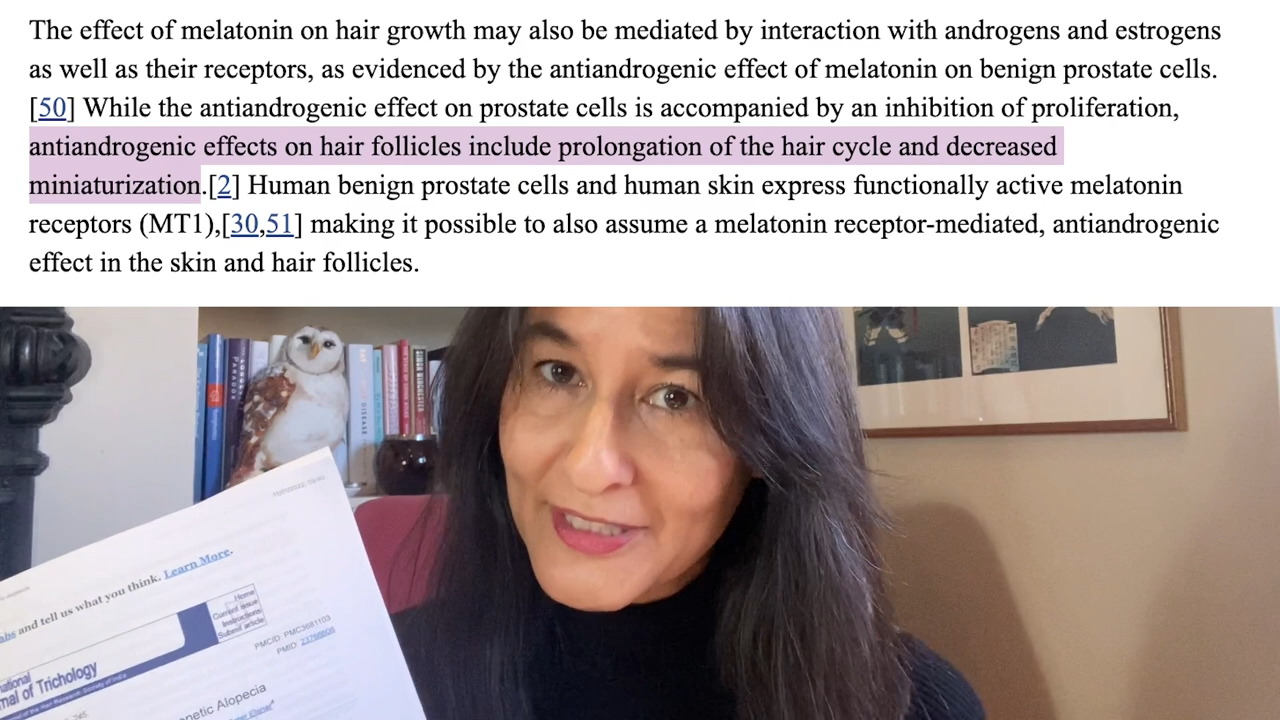 The effect of melatonin on hair growth may also be mediated by interaction with androgens and estrogens
as well as their receptors, as evidenced by the antiandrogenic effect of melatonin on benign prostate cells.
[50] While the antiandrogenic effect on prostate cells is accompanied by an inhibition of proliferation,
antiandrogenic effects on hair follicles include prolongation of the hair cycle and decreased
miniaturization.[2] Human benign prostate cells and human skin express functionally active melatonin
receptors (MT1),[30,51] making it possible to also assume a melatonin receptor-mediated, antiandrogenic
effect in the skin and hair follicles.
DISEASE
SIMON WINCHESTER
and tell us what you think. Learn More.
Home
Current issue
Instructions
Submit article
PMCID: PMC3681103
PMID: 23766606
of Trichology
Alopecia